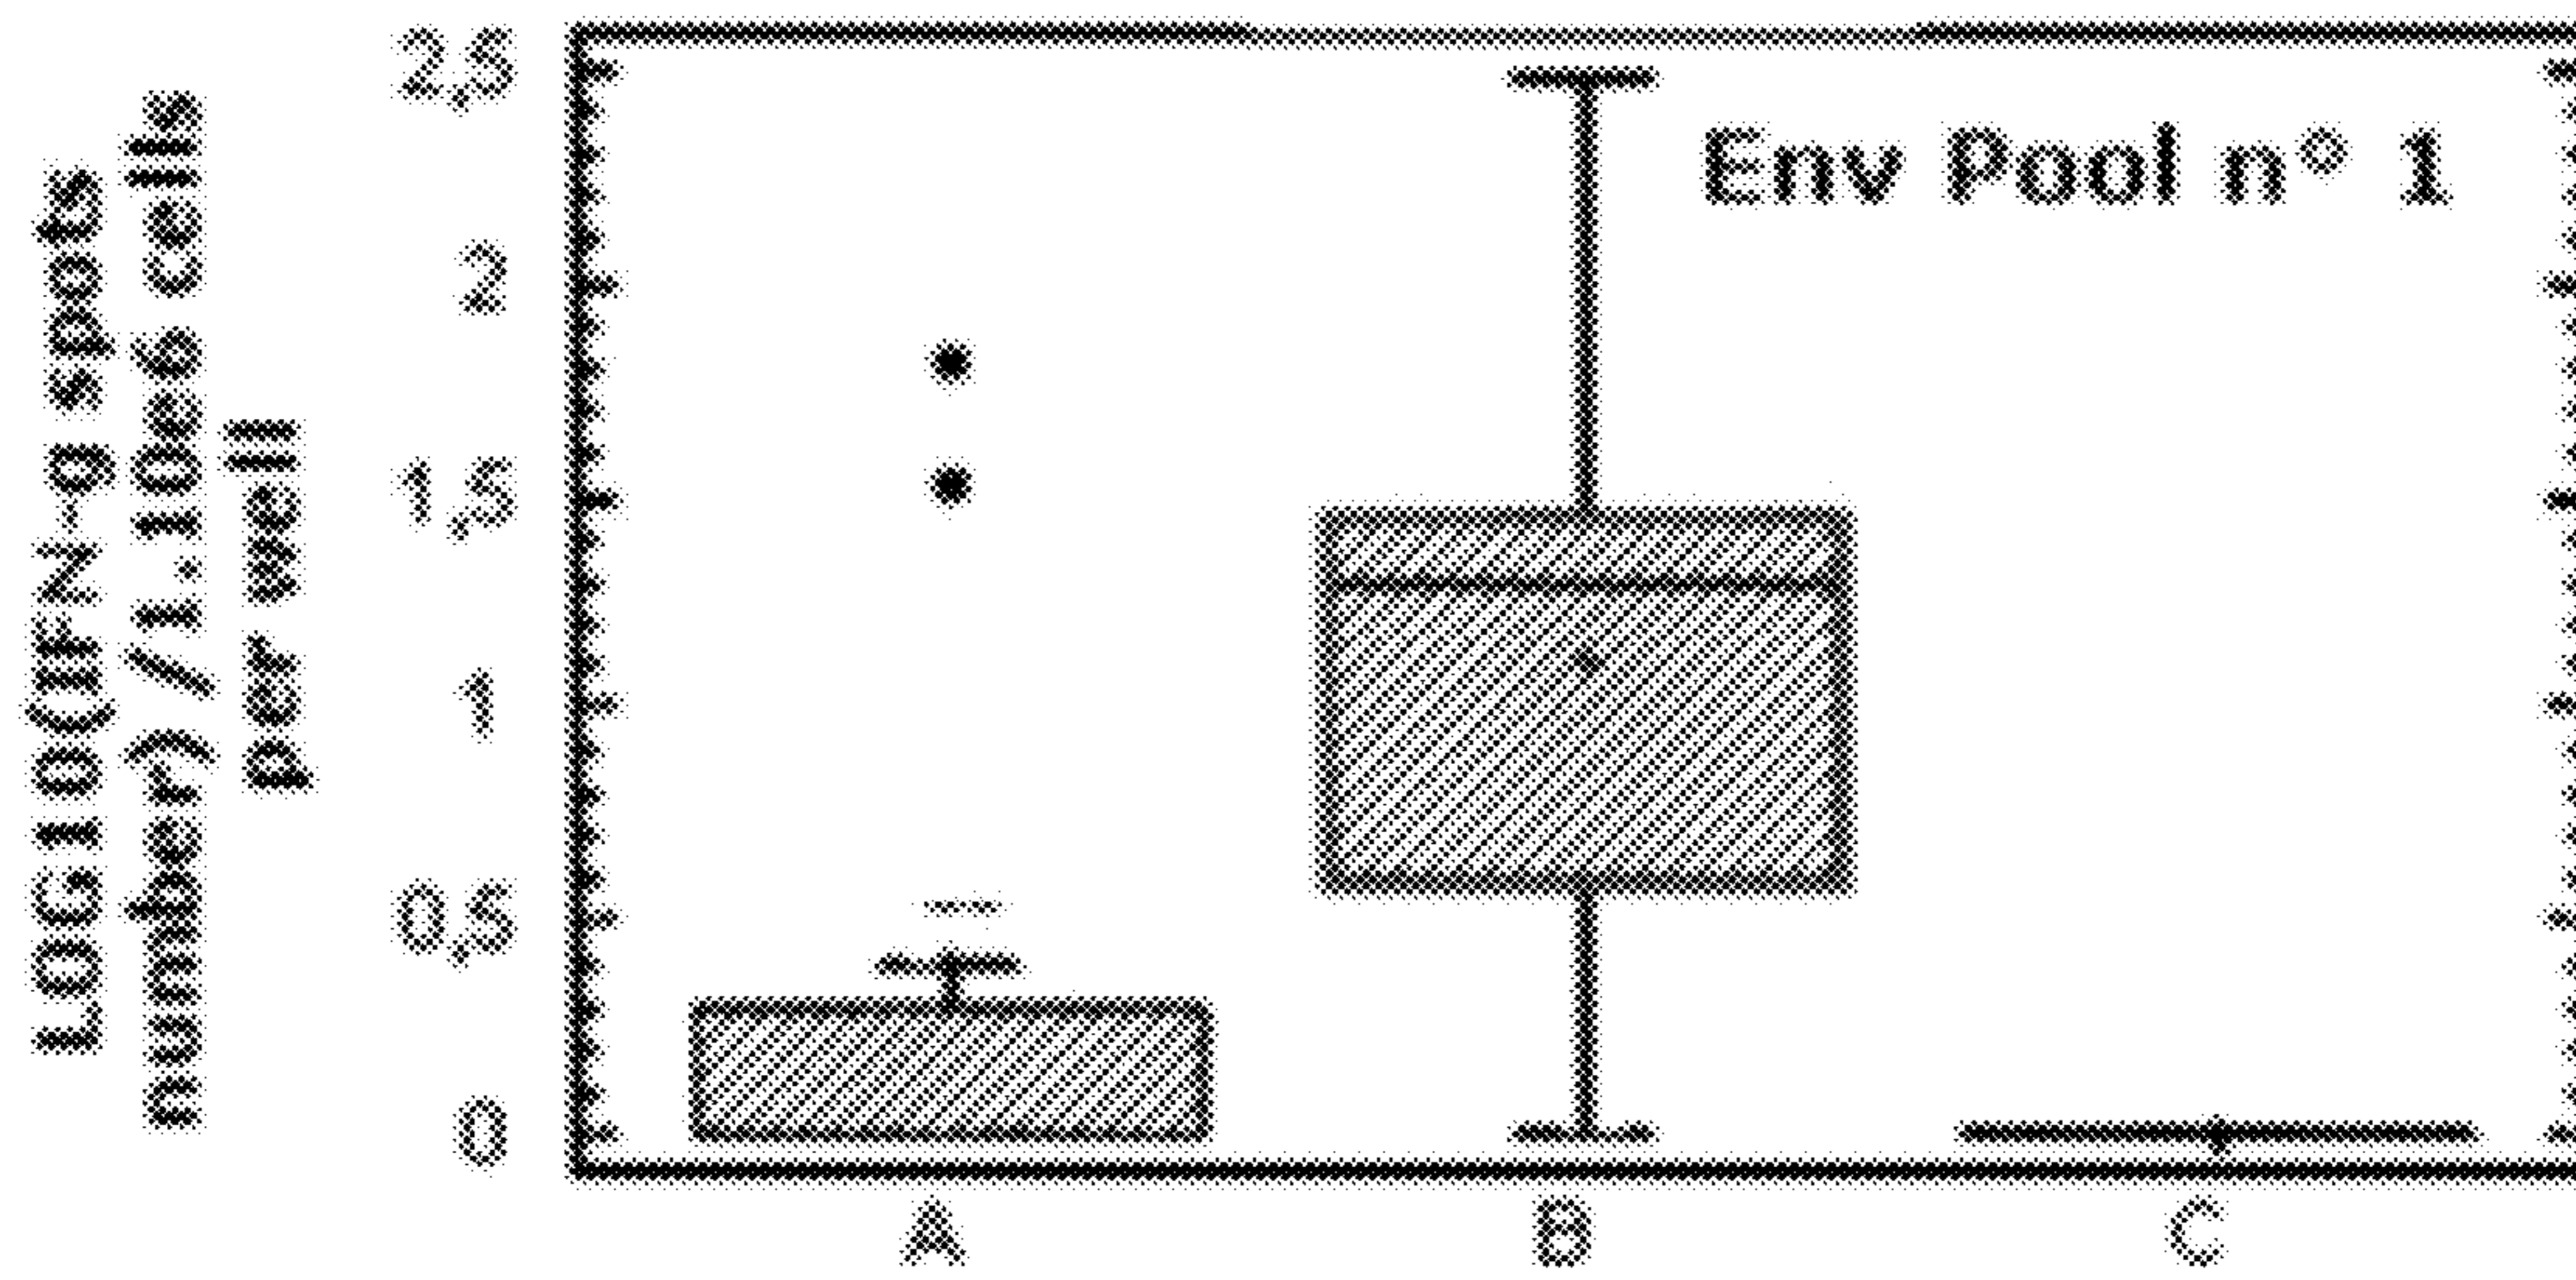 LOG10(IFN-g spots
number) /1.10e6 cells
per well
2,5
2
1,5
1
0,5
0
Env Pool n° 1
A B C